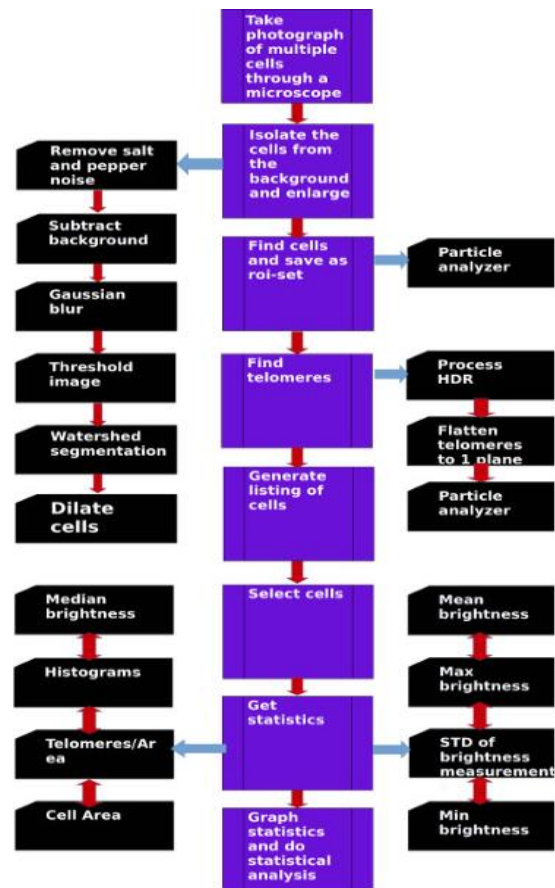 Take
photograph
of multiple
cells
through a
microscope
Isolate the
cells from
the
background
and enlarge
Remove salt
and pepper
noise
Subtract
background
Gaussian
blur
Threshold
image
Watershed
segmentation
Dilate
cells
Find cells
and save as
roi-set
Particle
analyzer
Find
telomeres
Process
HDR
Flatten
telomeres
to 1 plane
Particle
analyzer
Generate
listing of
cells
Select cells
Get
statistics
Median
brightness
Histograms
Telomeres/Ar
ea
Cell Area
Mean
brightness
Max
brightness
STD of
brightness
measurement
Min
brightness
Graph
statistics
and do
statistical
analysis